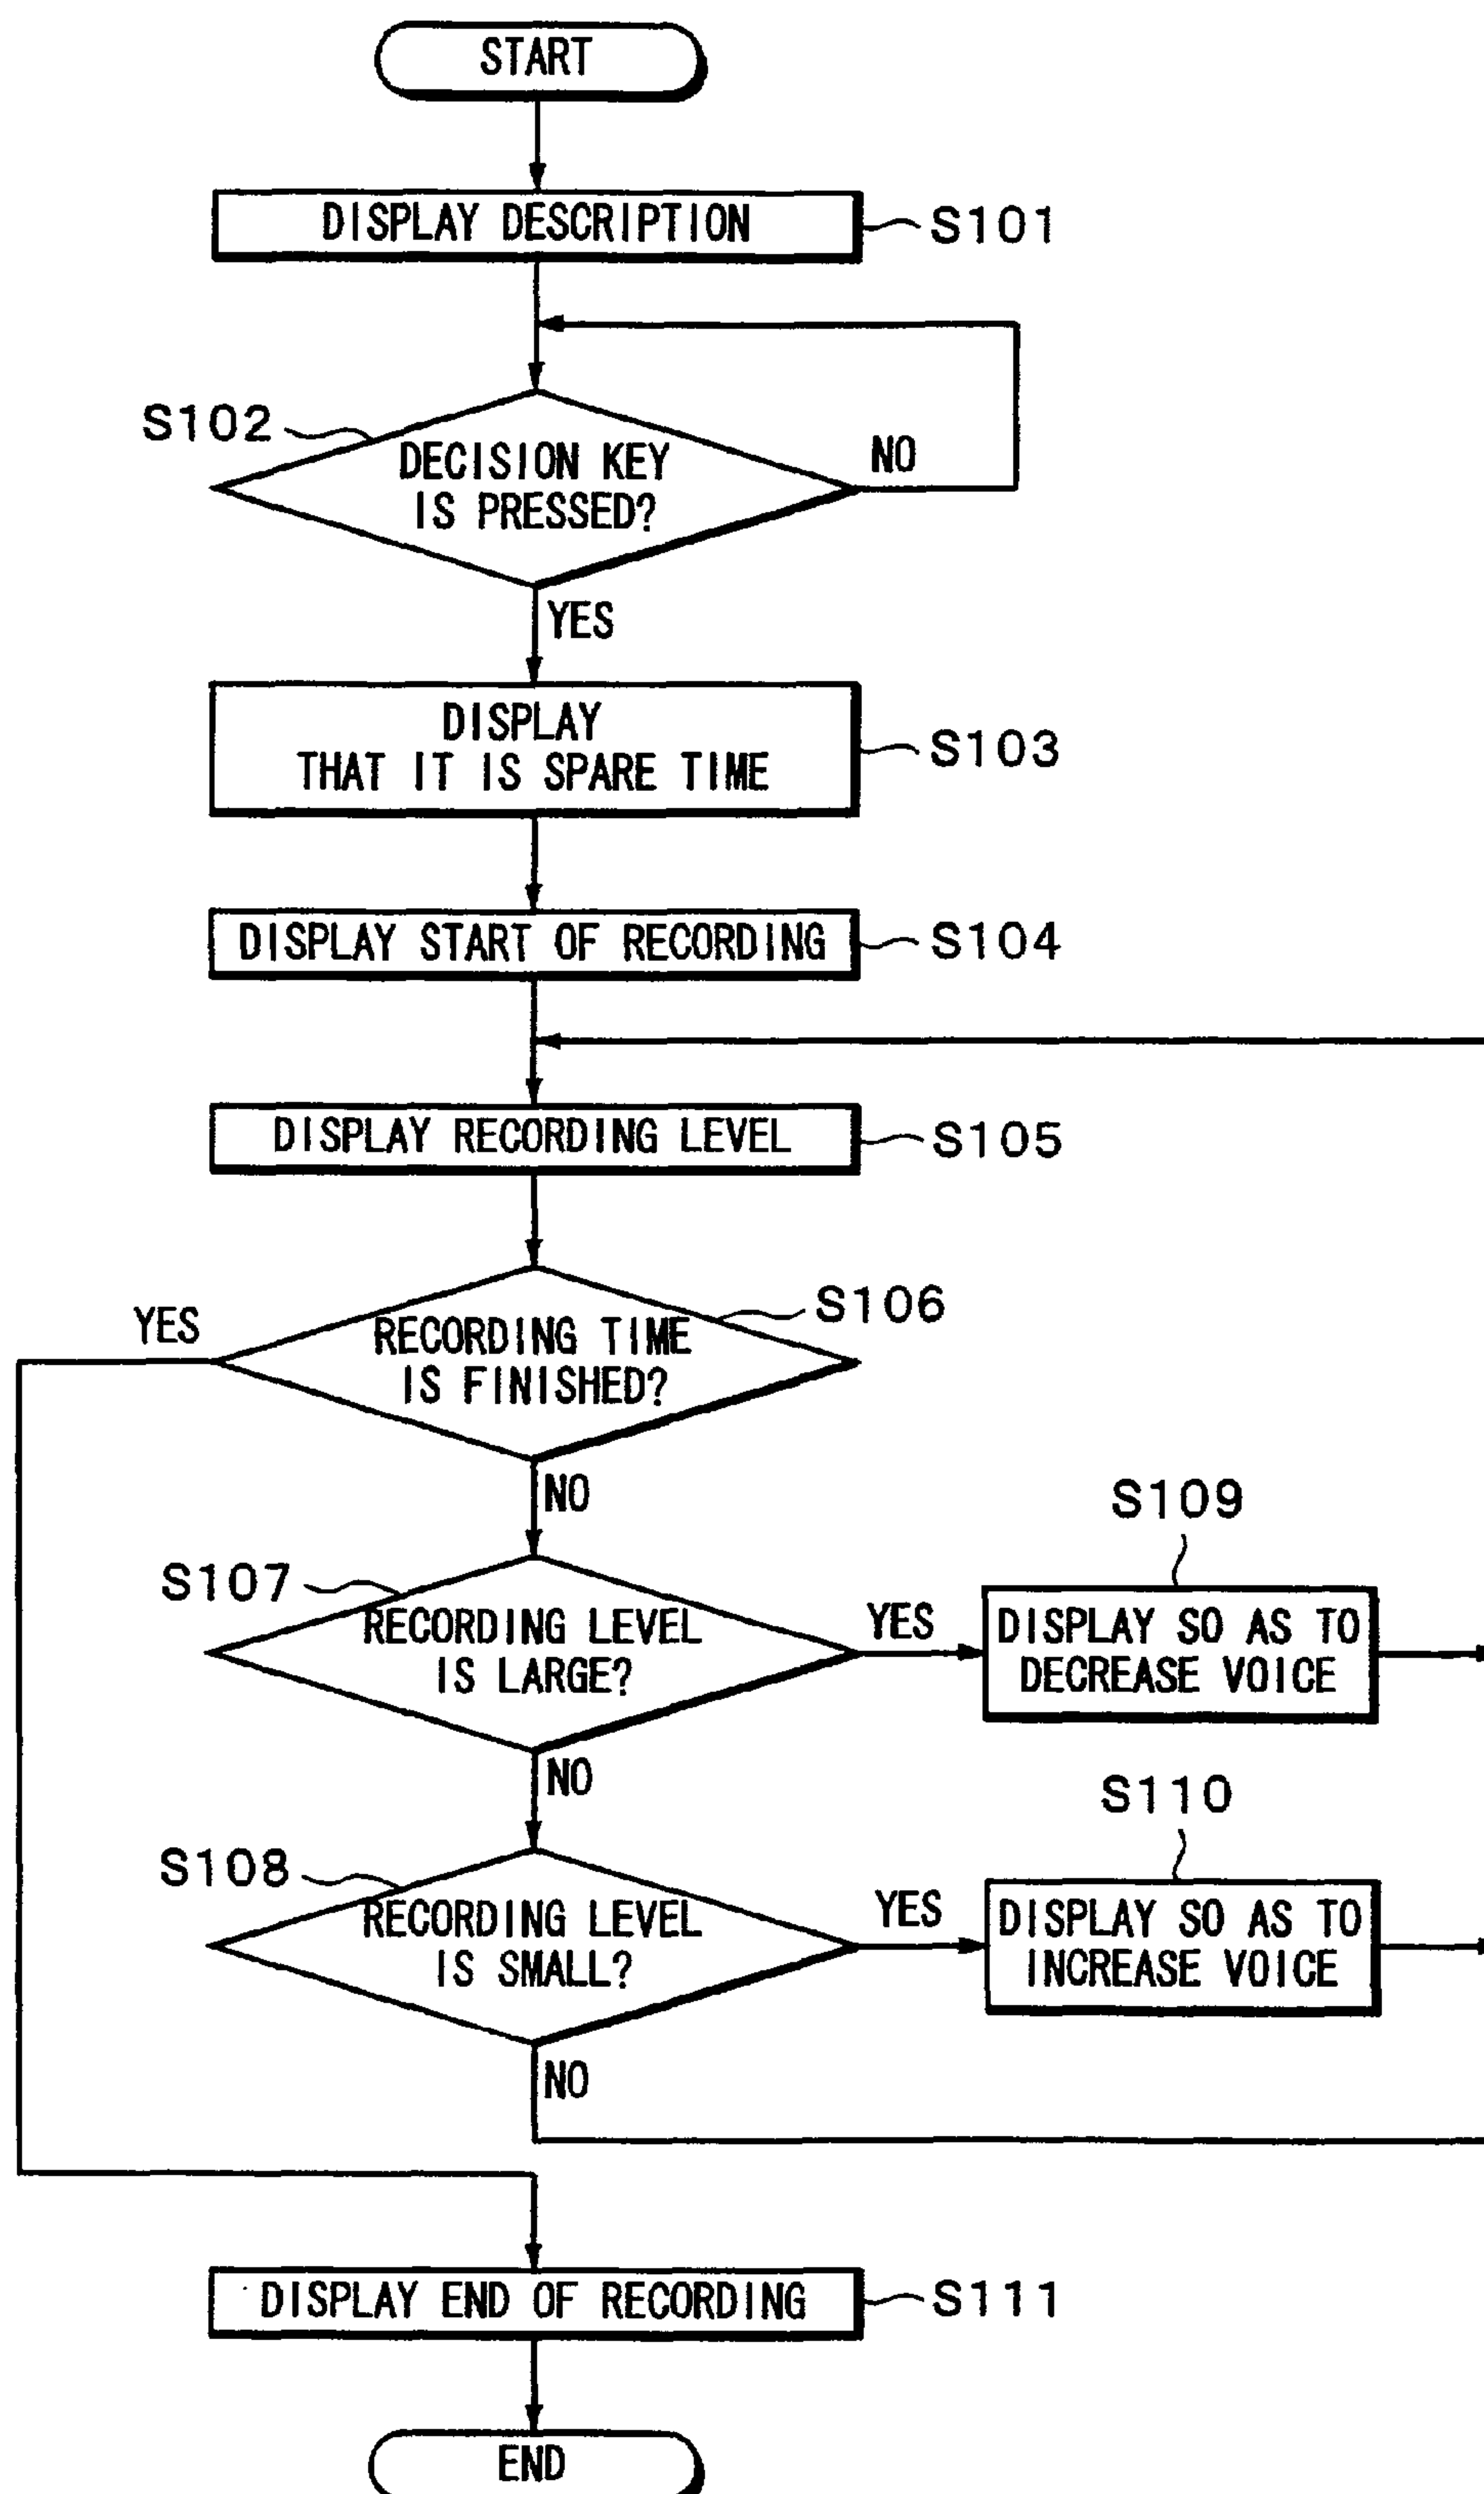 START
DISPLAY DESCRIPTION
S101
S102
DECISION KEY
IS PRESSED?
NO
YES
DISPLAY
THAT IT IS SPARE TIME
S103
DISPLAY START OF RECORDING
S104
DISPLAY RECORDING LEVEL
S105
S106
YES
RECORDING TIME
IS FINISHED?
NO
S109
S107
RECORDING LEVEL
IS LARGE?
YES
DISPLAY SO AS TO
DECREASE VOICE
NO
S110
S108
RECORDING LEVEL
IS SMALL?
YES
DISPLAY SO AS TO
INCREASE VOICE
NO
DISPLAY END OF RECORDING
S111
END